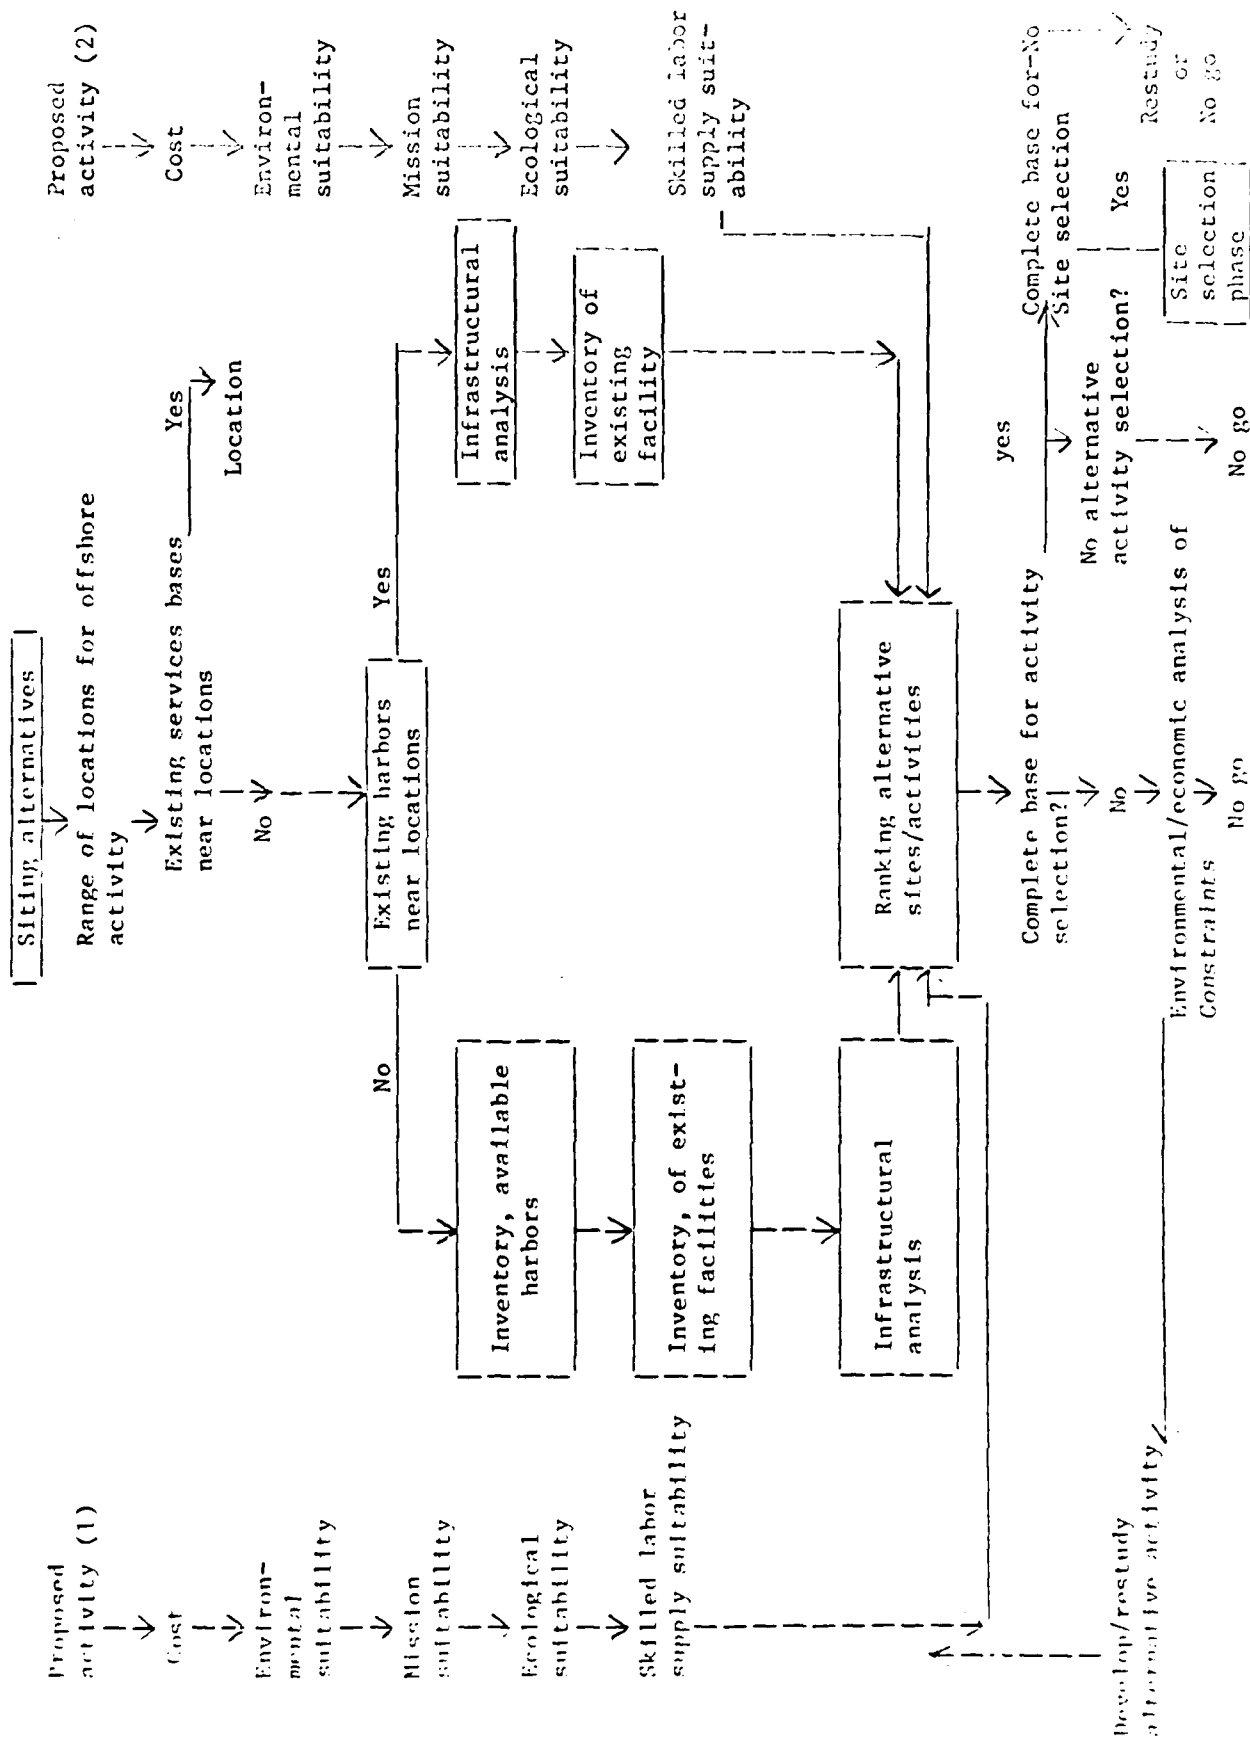 Siting alternatives
Range of locations for offshore
activity
Existing services bases
near locations
Yes
Location
No
Existing harbors
near locations
No
Yes
Proposed
activity (1)
Cost
Environ-
mental
suitability
Mission
suitability
Ecological
suitability
Skilled labor
supply suitability
Inventory, available
harbors
Inventory, of exist-
ing facilities
Infrastructural
analysis
Infrastructural
analysis
Inventory of
existing
facility
Proposed
activity (2)
Cost
Environ-
mental
suitability
Mission
suitability
Ecological
suitability
Skilled labor
supply suit-
ability
Ranking alternative
sites/activities
Complete base for activity
selection?
yes
No
Environmental/economic analysis of
Constraints
No go
Develop/restudy
alternative activity
No alternative
activity selection?
No go
Complete base for-No
Site selection
Yes
Site
selection
phase
Restudy
or
No go